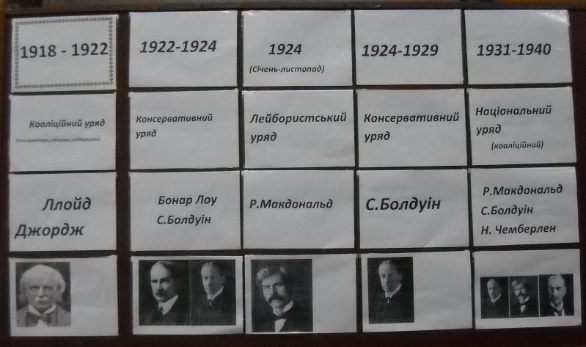 1918 - 1922
1922-1924
1924
(Січень-листопад)
1924-1929
1931-1940
Коаліційний уряд
Консервативний
уряд
Лейбористський
уряд
Консервативний
уряд
Національний
уряд
(коаліційний)
Ллойд
Джордж
Бонар Лоу
С.Болдуін
Р.Макдональд
С.Болдуін
Р.Макдональд
С.Болдуін
Н. Чемберлен